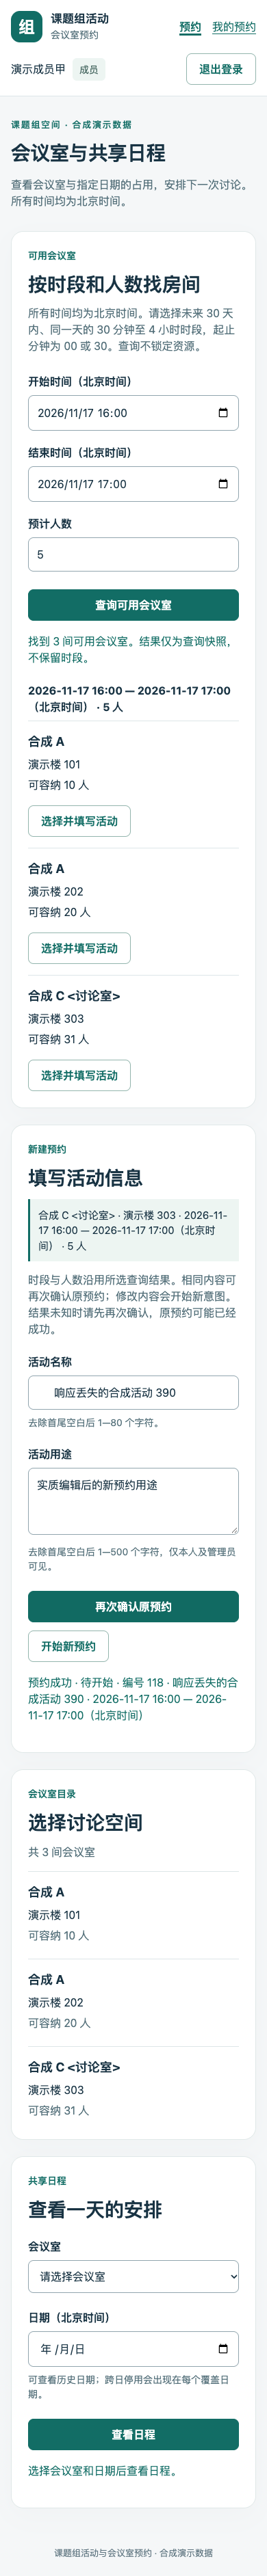 组
课题组活动
会议室预约
预约
我的预约
演示成员甲
成员
退出登录
课题组空间 · 合成演示数据
会议室与共享日程
查看会议室与指定日期的占用，安排下一次讨论。
所有时间均为北京时间。
可用会议室
按时段和人数找房间
所有时间均为北京时间。请选择未来 30 天
内、同一天的 30 分钟至 4 小时时段，起止
分钟为 00 或 30。查询不锁定资源。
开始时间（北京时间）
2026/11/17 16:00
结束时间（北京时间）
2026/11/17 17:00
预计人数
5
查询可用会议室
找到 3 间可用会议室。结果仅为查询快照，
不保留时段。
2026-11-17 16:00 — 2026-11-17 17:00
（北京时间） · 5 人
合成 A
演示楼 101
可容纳 10 人
选择并填写活动
合成 A
演示楼 202
可容纳 20 人
选择并填写活动
合成 C <讨论室>
演示楼 303
可容纳 31 人
选择并填写活动
新建预约
填写活动信息
合成 C <讨论室> · 演示楼 303 · 2026-11-
17 16:00 — 2026-11-17 17:00（北京时
间） · 5 人
时段与人数沿用所选查询结果。相同内容可
再次确认原预约；修改内容会开始新意图。
结果未知时请先再次确认，原预约可能已经
成功。
活动名称
响应丢失的合成活动 390
去除首尾空白后 1—80 个字符。
活动用途
实质编辑后的新预约用途
去除首尾空白后 1—500 个字符，仅本人及管理员
可见。
再次确认原预约
开始新预约
预约成功 · 待开始 · 编号 118 · 响应丢失的合
成活动 390 · 2026-11-17 16:00 — 2026-
11-17 17:00（北京时间）
会议室目录
选择讨论空间
共 3 间会议室
合成 A
演示楼 101
可容纳 10 人
合成 A
演示楼 202
可容纳 20 人
合成 C <讨论室>
演示楼 303
可容纳 31 人
共享日程
查看一天的安排
会议室
请选择会议室
日期（北京时间）
年 /月/日
可查看历史日期；跨日停用会出现在每个覆盖日
期。
查看日程
选择会议室和日期后查看日程。
课题组活动与会议室预约 · 合成演示数据